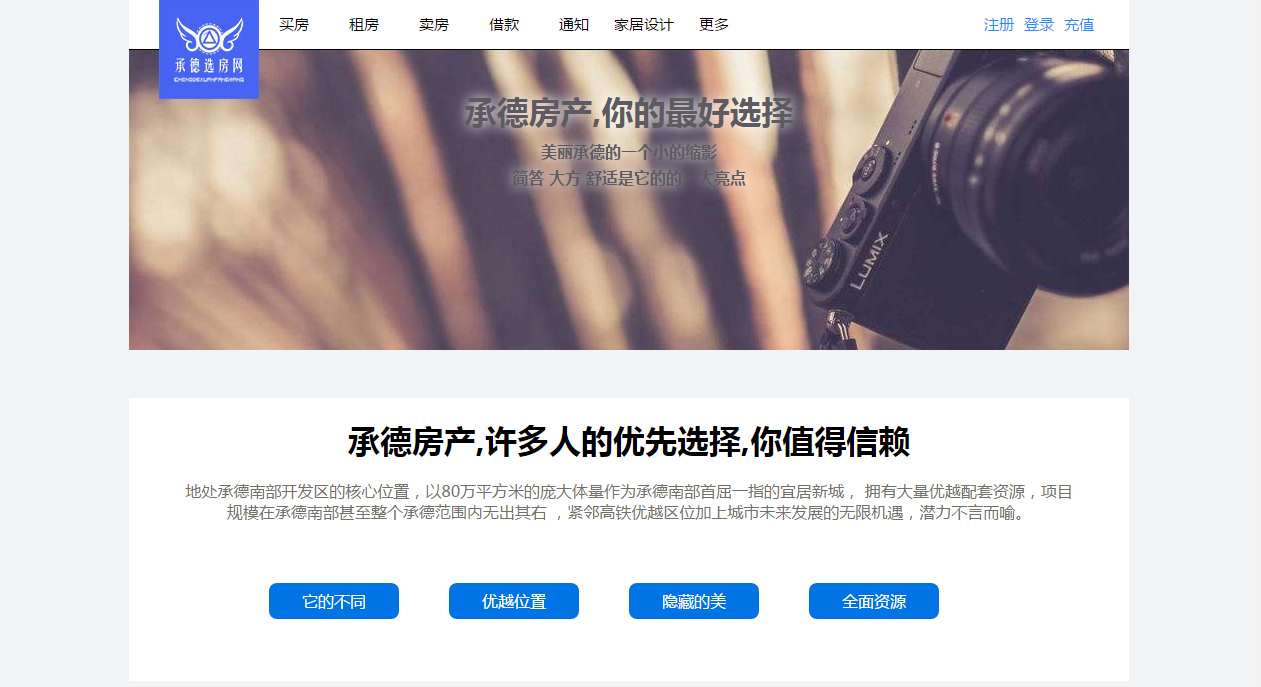 买房 租房 卖房 借款 通知 家居设计 更多 注册 登录 充值
承德选房网
CHENGDEXUANFANGWANG
承德房产,你的最好选择
美丽承德的一个小的缩影
简答 大方 舒适是它的的一大亮点
LUMIX
承德房产,许多人的优先选择,你值得信赖
地处承德南部开发区的核心位置，以80万平方米的庞大体量作为承德南部首屈一指的宜居新城， 拥有大量优越配套资源，项目
规模在承德南部甚至整个承德范围内无出其右 ，紧邻高铁优越区位加上城市未来发展的无限机遇，潜力不言而喻。
它的不同 优越位置 隐藏的美 全面资源